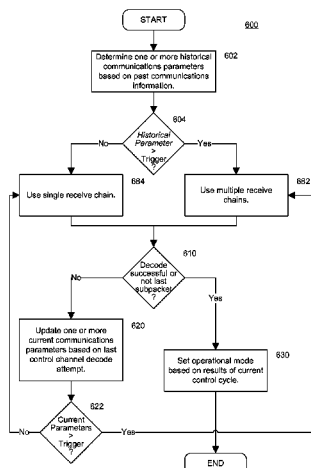 START
600
602
Determine one or more historical
communications parameters
based on past communications
information.
604
Historical
Parameter
>
Trigger
?
No
Yes
684
682
Use single receive chain.
Use multiple receive
chains.
610
Decode
successful or
not last
subpacket
?
No
Yes
620
Update one or more
current communications
parameters based on last
control channel decode
attempt.
630
Set operational mode
based on results of current
control cycle.
622
Current
Parameters
>
Trigger
?
No
Yes
END